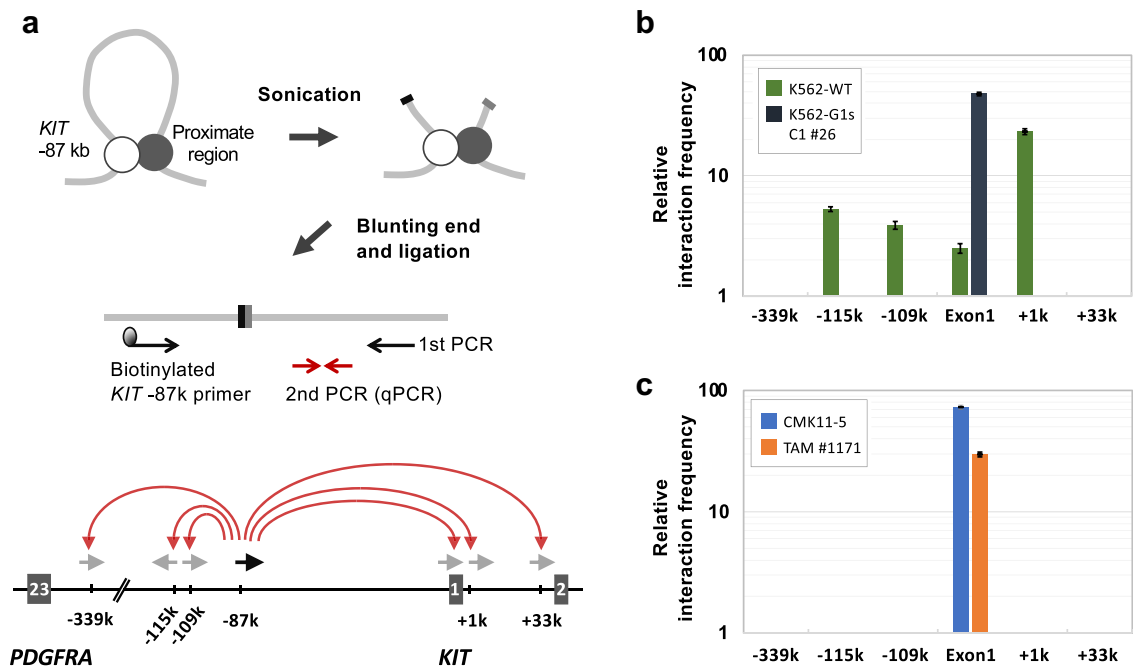 a
KIT
-87 kb
Proximate
region
Sonication
Blunting end
and ligation
Biotinylated
KIT -87k primer
1st PCR
2nd PCR (qPCR)
23
1
2
-339k
-115k
-109k
-87k
+1k
+33k
PDGFRA
KIT
b
Relative
interaction frequency
100
10
1
K562-WT
K562-G1s
C1 #26
-339k
-115k
-109k
Exon1
+1k
+33k
c
Relative
interaction frequency
100
10
1
CMK11-5
TAM #1171
-339k
-115k
-109k
Exon1
+1k
+33k